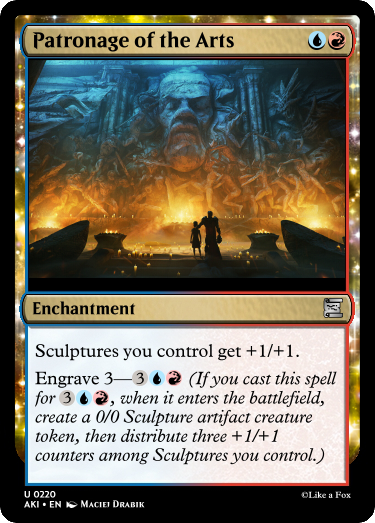 Patronage of the Arts
Enchantment
Sculptures you control get +1/+1.
Engrave 3—3 (If you cast this spell
for 3, when it enters the battlefield,
create a 0/0 Sculpture artifact creature
token, then distribute three +1/+1
counters among Sculptures you control.)
U 0220
AKI • EN Maciej Drabik
©Like a Fox